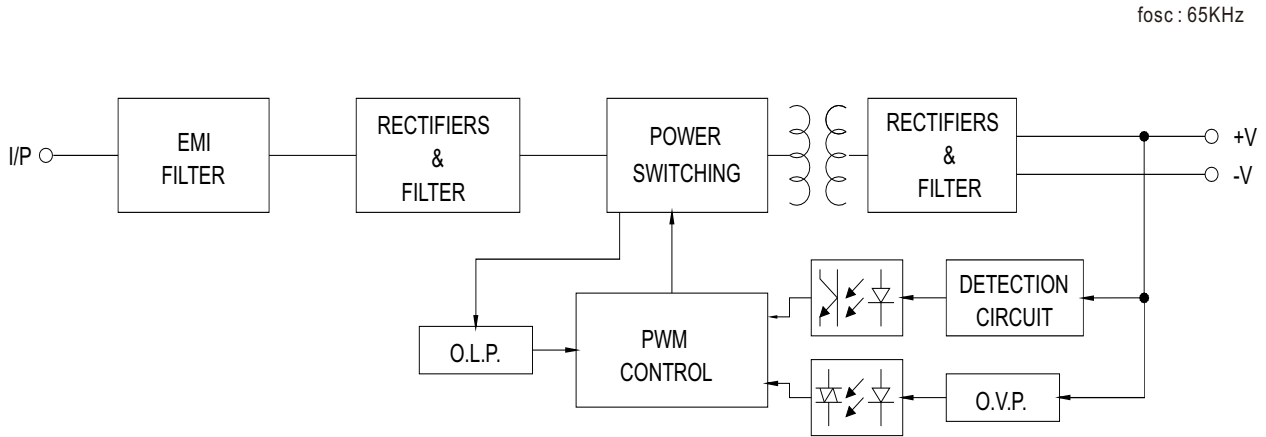 fosc : 65KHz
I/P
EMI
FILTER
RECTIFIERS
&
FILTER
POWER
SWITCHING
RECTIFIERS
&
FILTER
+V
-V
O.L.P.
PWM
CONTROL
DETECTION
CIRCUIT
O.V.P.